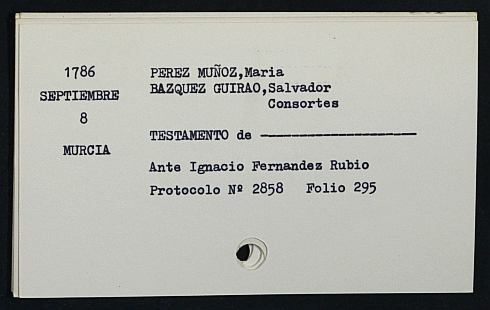 1786
SEPTIEMBRE
8
MURCIA
PEREZ MUÑOZ, Maria
BAZQUEZ GUIRAO, Salvador
Consortes
TESTAMENTO de ————————————
Ante Ignacio Fernandez Rubio
Protocolo Nº 2858 Folio 295